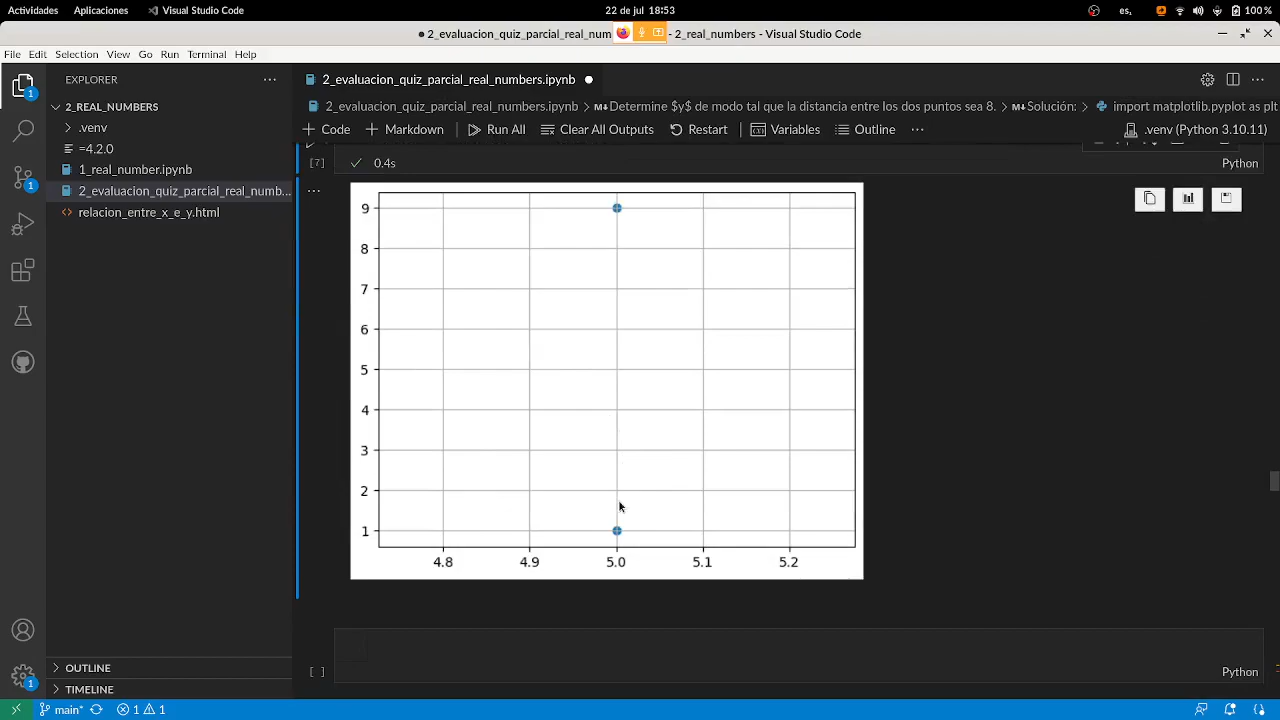 Actividades Aplicaciones Visual Studio Code 22 de jul 18:53 es, 100 %
● 2_evaluacion_quiz_parcial_real_num - 2_real_numbers - Visual Studio Code
File Edit Selection View Go Run Terminal Help
EXPLORER
2_REAL_NUMBERS
.venv
=4.2.0
1_real_number.ipynb
2_evaluacion_quiz_parcial_real_numb...
relacion_entre_x_e_y.html
OUTLINE
TIMELINE
2_evaluacion_quiz_parcial_real_numbers.ipynb
2_evaluacion_quiz_parcial_real_numbers.ipynb > Determine $y$ de modo tal que la distancia entre los dos puntos sea 8. > Solución: > import matplotlib.pyplot as plt
+ Code + Markdown Run All Clear All Outputs Restart Variables Outline ... .venv (Python 3.10.11)
[7] 0.4s Python
9
8
7
6
5
4
3
2
1
4.8 4.9 5.0 5.1 5.2
[ ] Python
main* 1 1